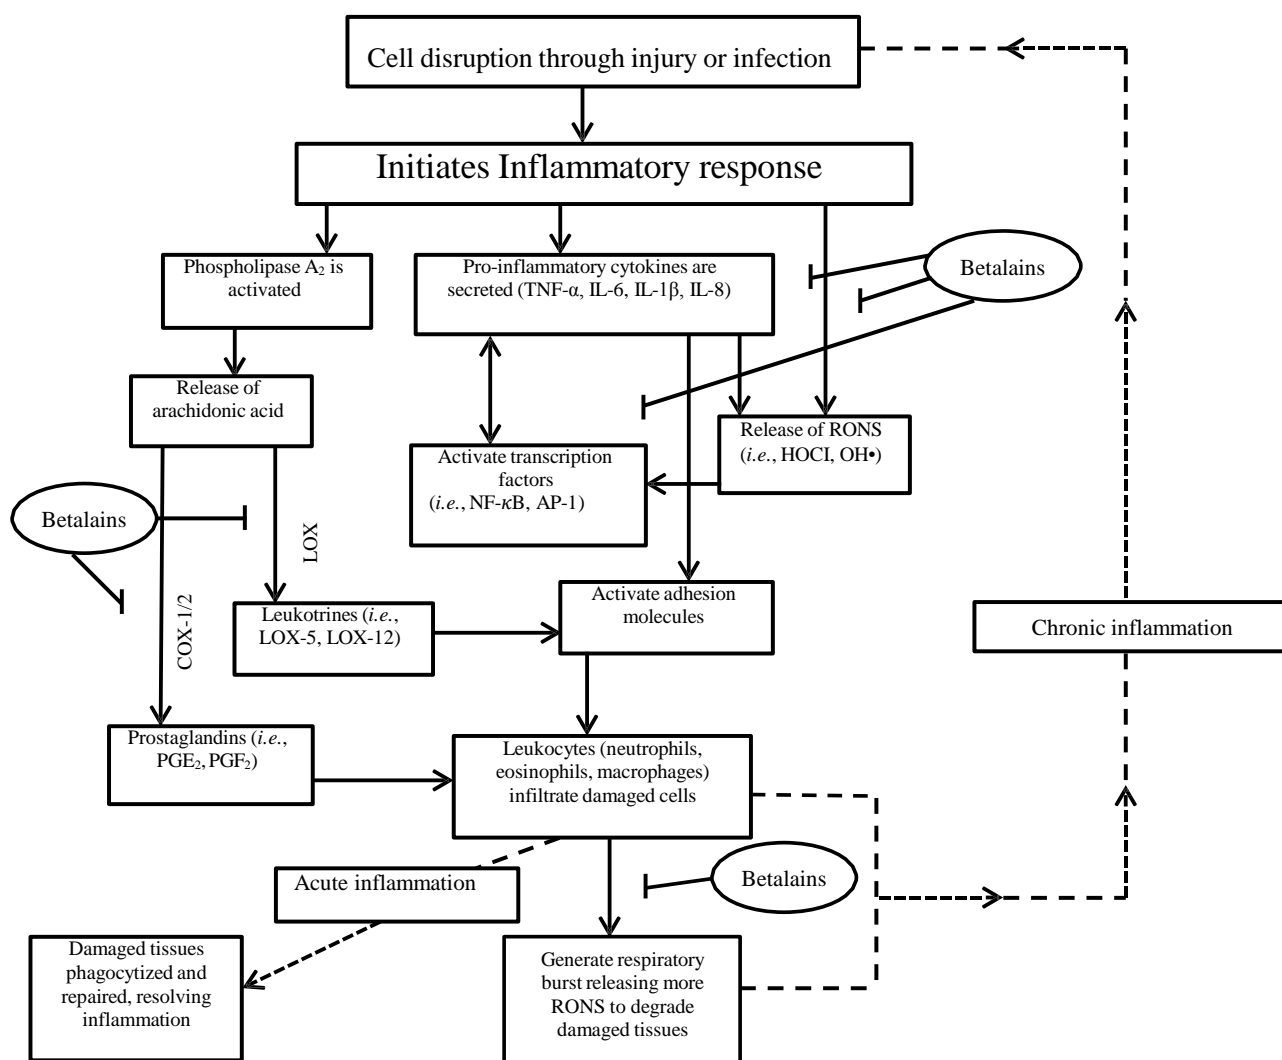 Cell disruption through injury or infection
Initiates Inflammatory response
Phospholipase A₂ is
activated
Pro-inflammatory cytokines are
secreted (TNF-α, IL-6, IL-1β, IL-8)
Betalains
Release of
arachidonic acid
Release of RONS
(i.e., HOCI, OH•)
Activate transcription
factors
(i.e., NF-κB, AP-1)
Betalains
LOX
COX-1/2
Leukotrines (i.e.,
LOX-5, LOX-12)
Activate adhesion
molecules
Chronic inflammation
Prostaglandins (i.e.,
PGE₂, PGF₂)
Leukocytes (neutrophils,
eosinophils, macrophages)
infiltrate damaged cells
Acute inflammation
Betalains
Damaged tissues
phagocytized and
repaired, resolving
inflammation
Generate respiratory
burst releasing more
RONS to degrade
damaged tissues